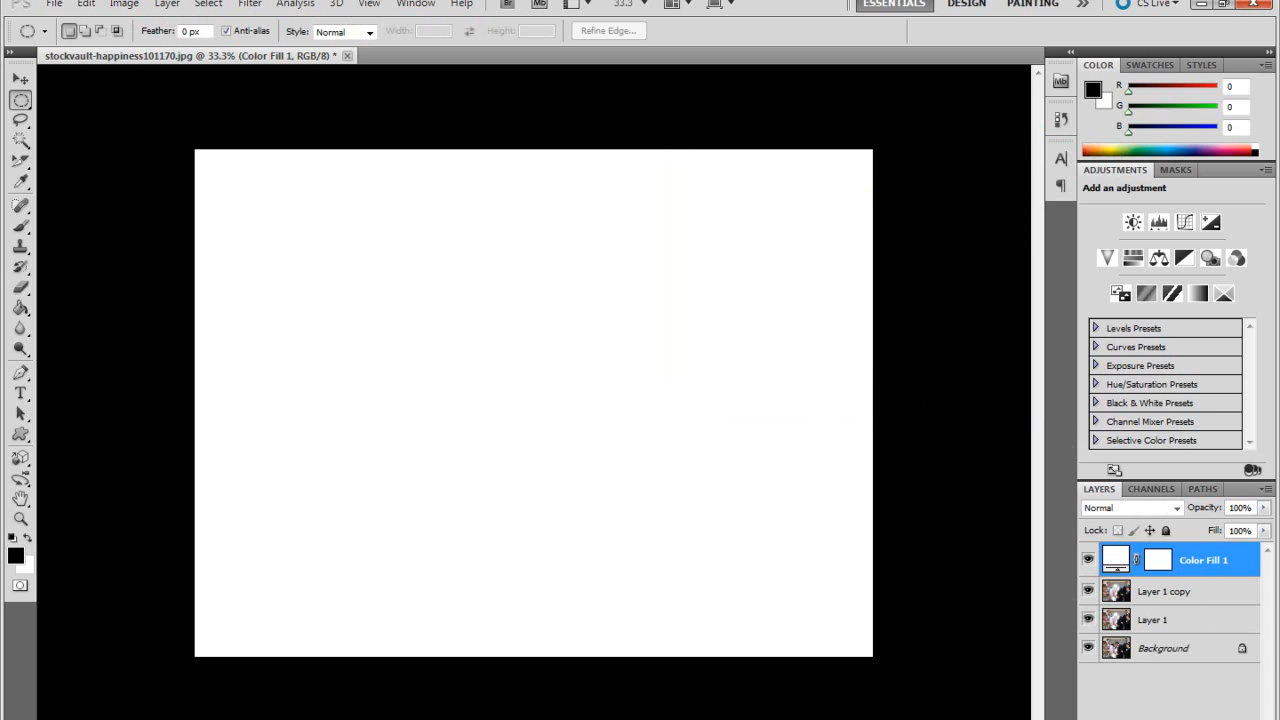 PS File Edit Image Layer Select Filter Analysis 3D View Window Help Br Mb 33.3 ESSENTIALS DESIGN PAINTING CS Live
Feather: 0 px Anti-alias Style: Normal Width: Height: Refine Edge...
stockvault-happiness101170.jpg @ 33.3% (Color Fill 1, RGB/8) *
COLOR SWATCHES STYLES
Mb
R 0
G 0
B 0
A
ADJUSTMENTS MASKS
Add an adjustment
Levels Presets
Curves Presets
Exposure Presets
Hue/Saturation Presets
Black & White Presets
Channel Mixer Presets
Selective Color Presets
T
LAYERS CHANNELS PATHS
Normal Opacity: 100%
Lock: Fill: 100%
Color Fill 1
Layer 1 copy
Layer 1
Background